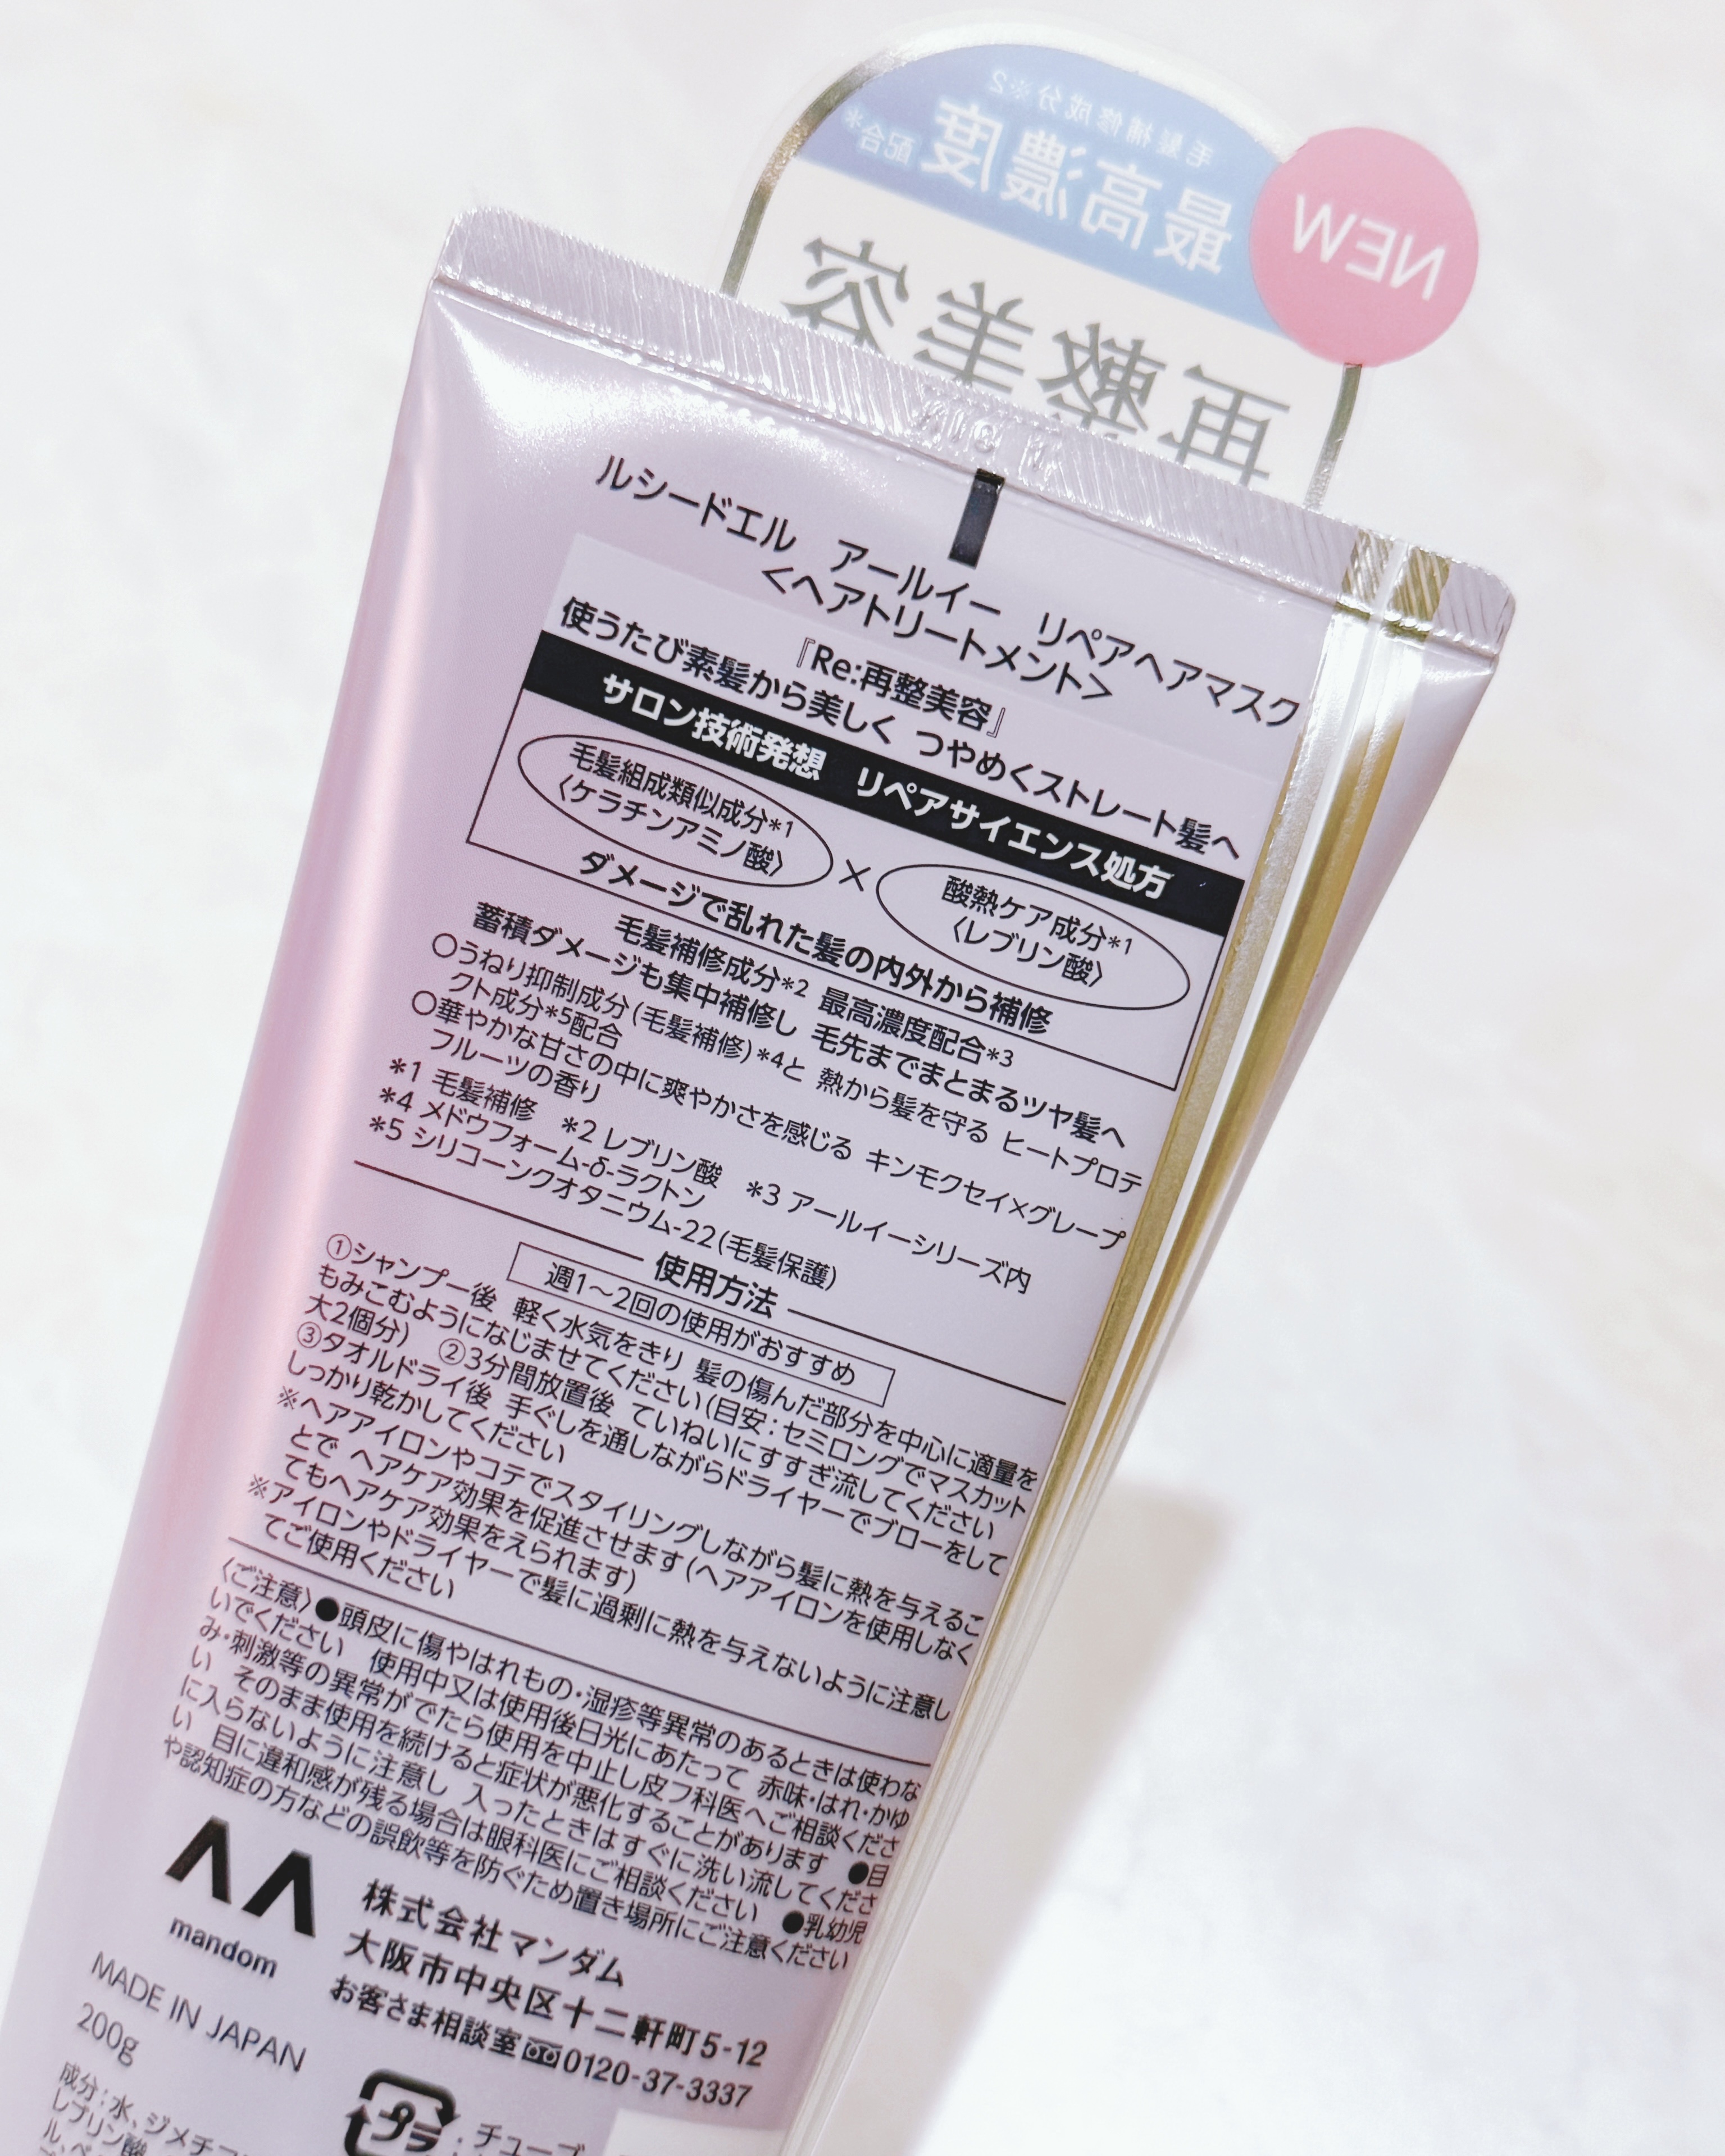 毛髪補修成分※2
最高濃度配合*
NEW
再整美容
ルシードエル アールイー リペアヘアマスク
<ヘアトリートメント>
『Re:再整美容』
使うたび素髪から美しく つやめくストレート髪へ
サロン技術発想 リペアサイエンス処方
毛髪組成類似成分*1
〈ケラチンアミノ酸〉
×
酸熱ケア成分*1
〈レブリン酸〉
ダメージで乱れた髪の内外から補修
毛髪補修成分*2 最高濃度配合*3
蓄積ダメージも集中補修し 毛先までまとまるツヤ髪へ
○うねり抑制成分(毛髪補修)*4と 熱から髪を守る ヒートプロテ
クト成分*5配合
○華やかな甘さの中に爽やかさを感じる キンモクセイ×グレープ
フルーツの香り
*1 毛髪補修 *2 レブリン酸 *3 アールイーシリーズ内
*4 メドウフォーム-δ-ラクトン
*5 シリコーンクオタニウム-22(毛髪保護)
使用方法
週1～2回の使用がおすすめ
①シャンプー後 軽く水気をきり 髪の傷んだ部分を中心に適量を
もみこむようになじませてください(目安:セミロングでマスカット
大2個分) ②3分間放置後 ていねいにすすぎ流してください
③タオルドライ後 手ぐしを通しながらドライヤーでブローをして
しっかり乾かしてください
※ヘアアイロンやコテでスタイリングしながら髪に熱を与えるこ
とで ヘアケア効果を促進させます(ヘアアイロンを使用しなく
てもヘアケア効果をえられます)
※アイロンやドライヤーで髪に過剰に熱を与えないように注意し
てご使用ください
〈ご注意〉●頭皮に傷やはれもの・湿疹等異常のあるときは使わな
いでください 使用中又は使用後日光にあたって 赤味・はれ・かゆ
み・刺激等の異常がでたら使用を中止し皮フ科医へご相談くださ
い そのまま使用を続けると症状が悪化することがあります ●目
に入らないように注意し 入ったときはすぐに洗い流してくださ
い 目に違和感が残る場合は眼科医にご相談ください ●乳幼児
や認知症の方などの誤飲等を防ぐため置き場所にご注意ください
mandom
株式会社マンダム
大阪市中央区十二軒町5-12
お客さま相談室 0120-37-3337
MADE IN JAPAN
200g
プラ
:チューブ
成分:水、ジメチコ
レブリン酸